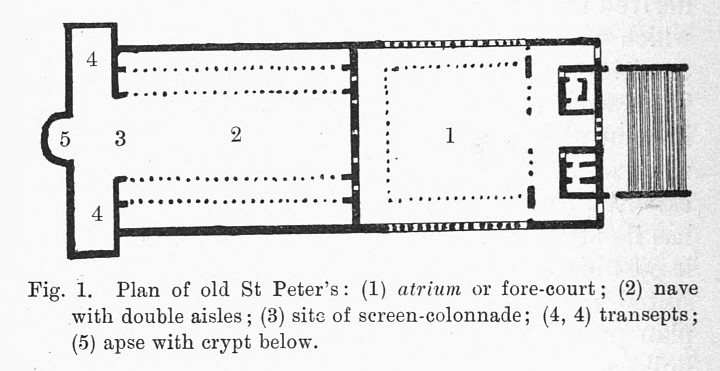 4
5
3
2
1
4
Fig. 1. Plan of old St Peter's: (1) atrium or fore-court; (2) nave
with double aisles; (3) site of screen-colonnade; (4, 4) transepts;
(5) apse with crypt below.